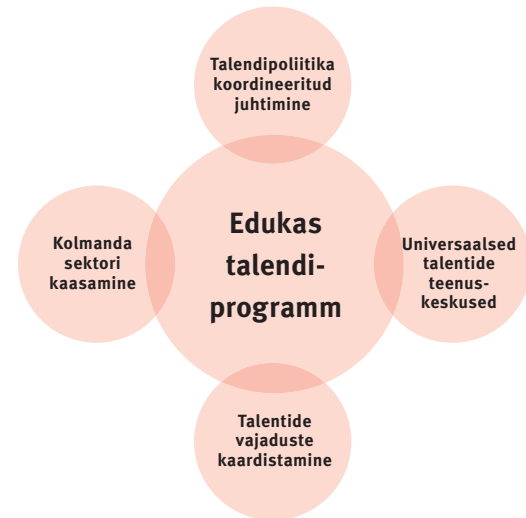 Talendipoliitika
koordineeritud
juhtimine
Kolmanda
sektori
kaasamine
Edukas
talendi-
programm
Universaalsed
talentide
teenus-
keskused
Talentide
vajaduste
kaardistamine